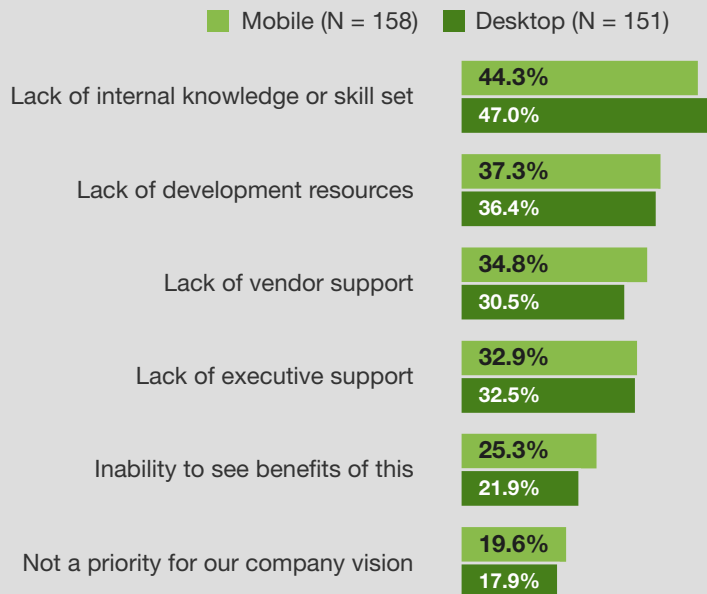 Mobile (N = 158) Desktop (N = 151)
Lack of internal knowledge or skill set
44.3%
47.0%
Lack of development resources
37.3%
36.4%
Lack of vendor support
34.8%
30.5%
Lack of executive support
32.9%
32.5%
Inability to see benefits of this
25.3%
21.9%
Not a priority for our company vision
19.6%
17.9%